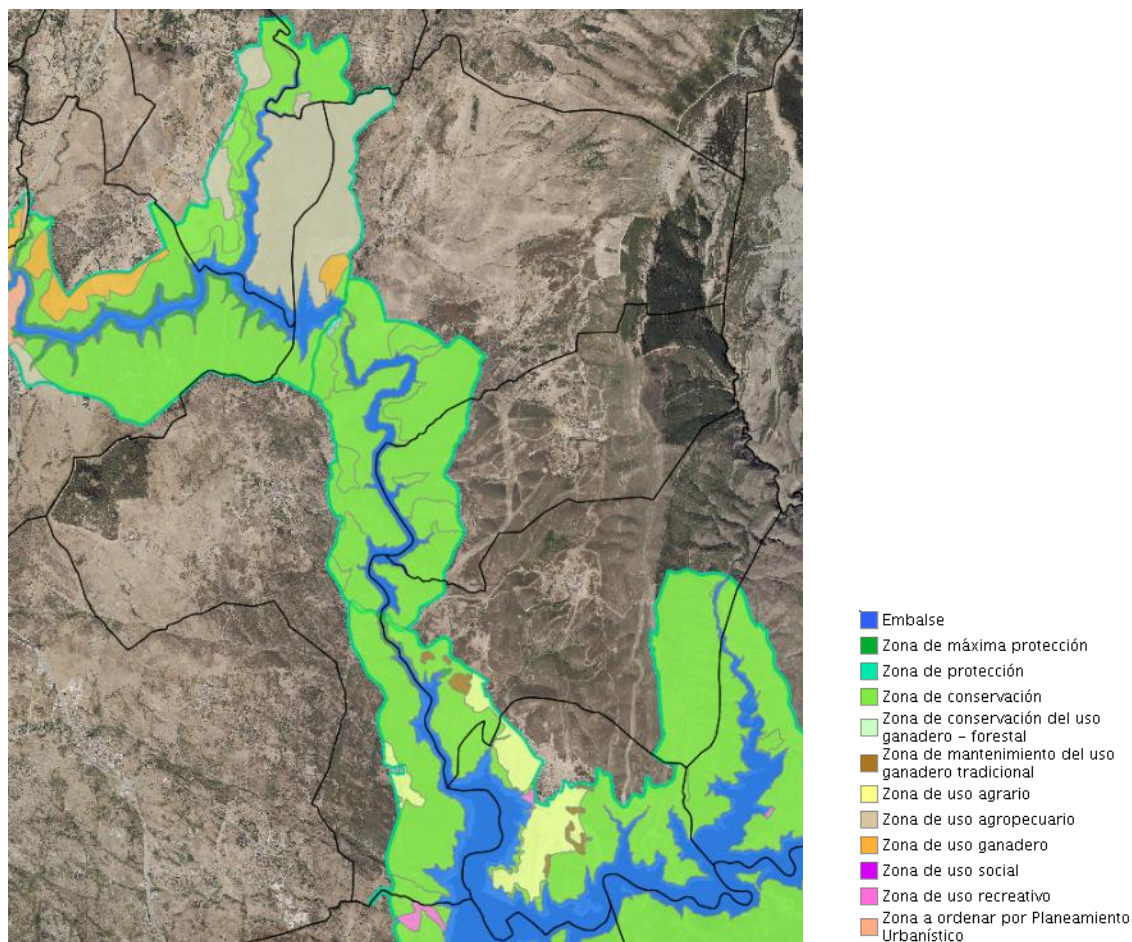 Embalse
Zona de máxima protección
Zona de protección
Zona de conservación
Zona de conservación del uso
ganadero - forestal
Zona de mantenimiento del uso
ganadero tradicional
Zona de uso agrario
Zona de uso agropecuario
Zona de uso ganadero
Zona de uso social
Zona de uso recreativo
Zona a ordenar por Planeamiento
Urbanístico